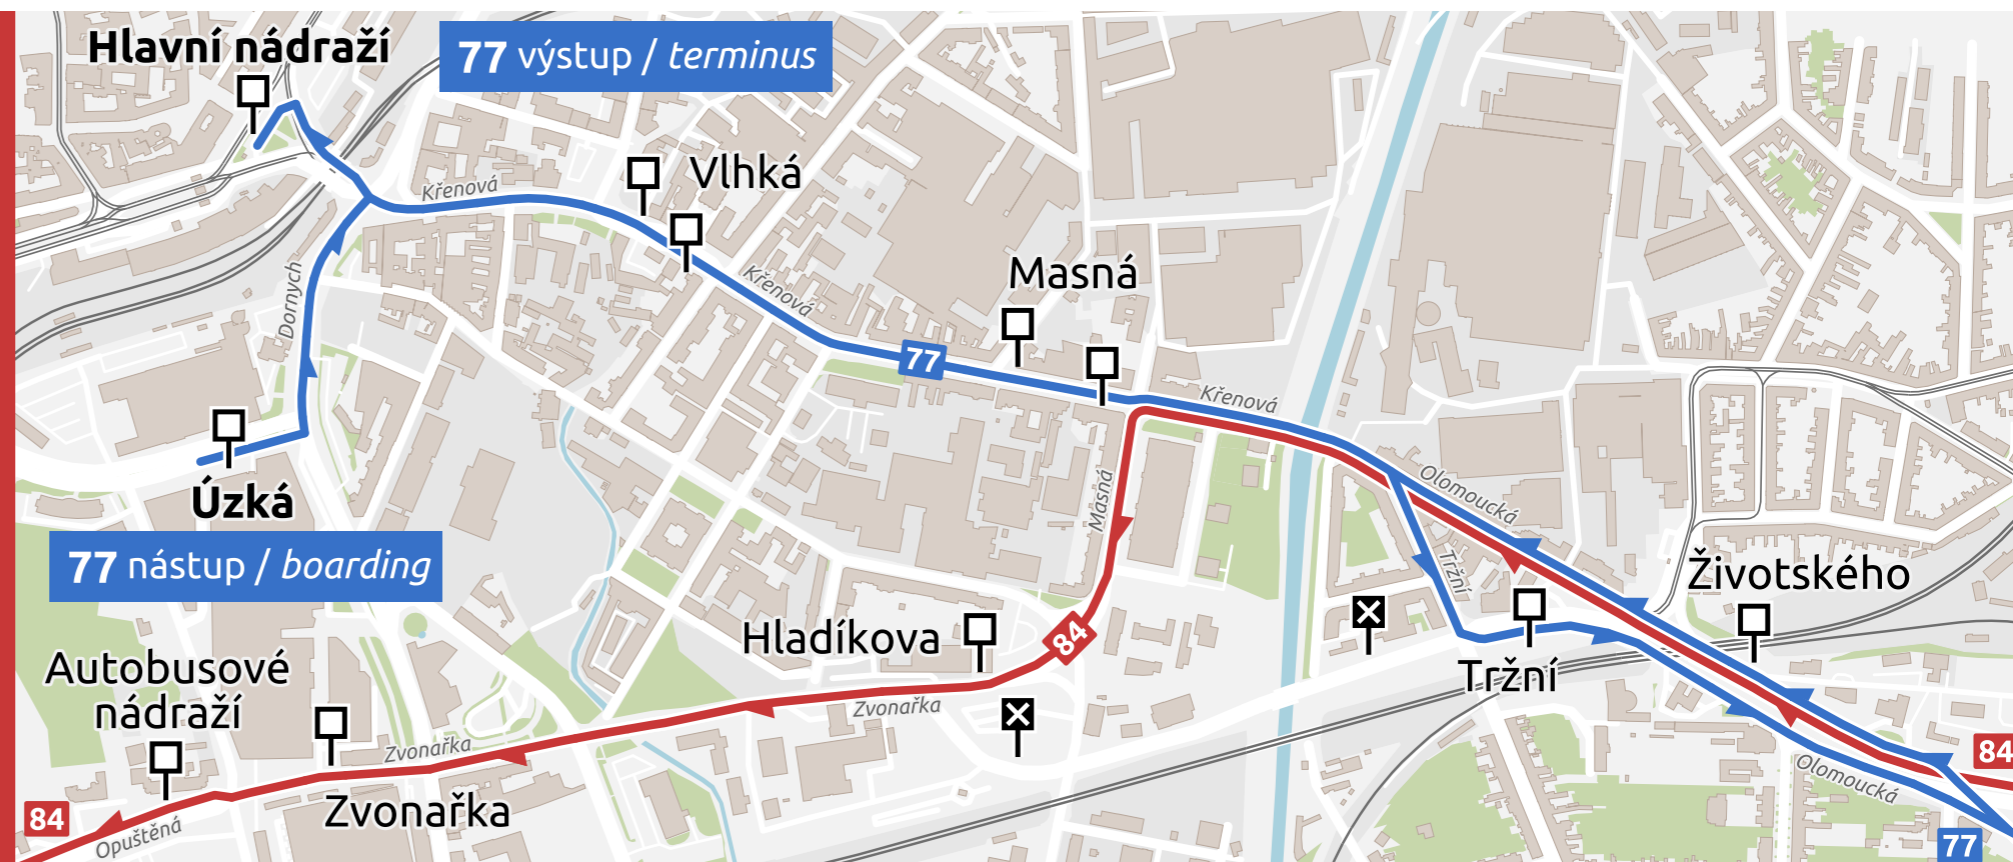 Hlavní nádraží
77 výstup / terminus
Vlhká
Křenová
Křenová
Dornych
Masná
77
Křenová
Úzká
77 nástup / boarding
Masná
Olomoucká
Tržní
Životského
Hladíkova
84
Tržní
Autobusové
nádraží
Zvonařka
Zvonařka
Zvonařka
84
Olomoucká
84
Opuštěná
77